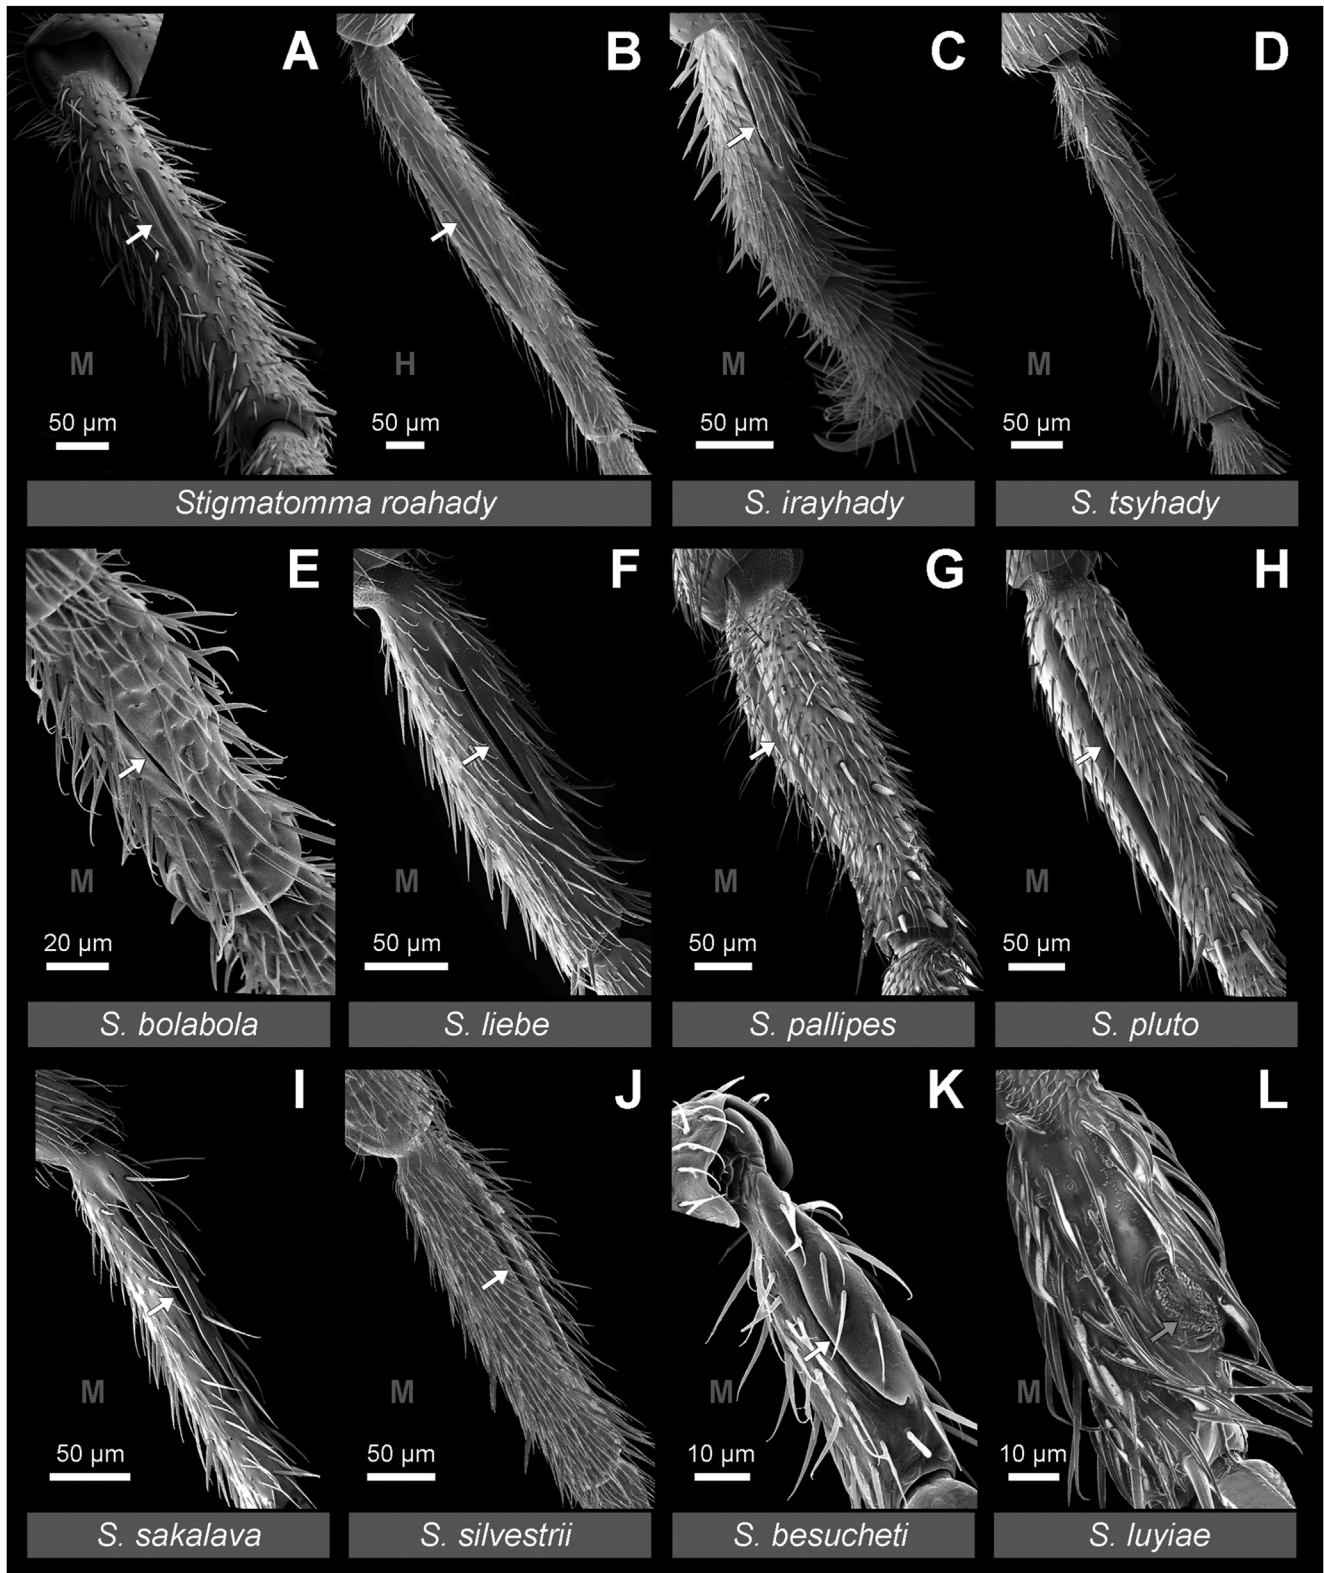 A B C D
M H M M
50 µm 50 µm 50 µm 50 µm
Stigmatomma roahady S. irayhady S. tsyhady
E F G H
M M M M
20 µm 50 µm 50 µm 50 µm
S. bolabola S. liebe S. pallipes S. pluto
I J K L
M M M M
50 µm 50 µm 10 µm 10 µm
S. sakalava S. silvestrii S. besucheti S. luyiae